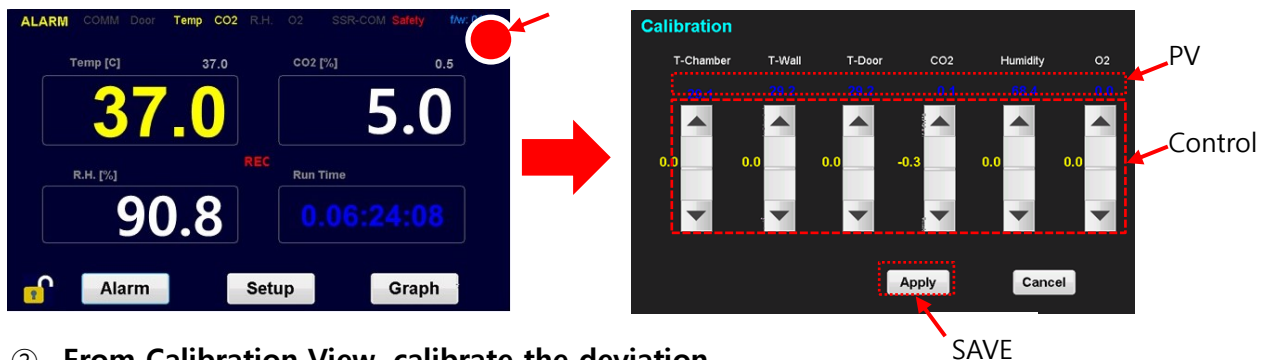 ALARM COMM Door Temp CO2 R.H. O2 SSR-COM Safety f/w:
Temp [C] 37.0 CO2 [%] 0.5
37.0 5.0
REC
R.H. [%] Run Time
90.8 0.06:24:08
Alarm Setup Graph
Calibration
T-Chamber T-Wall T-Door CO2 Humidity O2
PV
0.0 0.0 0.0 -0.3 0.0 0.0
Control
Apply Cancel
SAVE
From Calibration View, calibrate the deviation